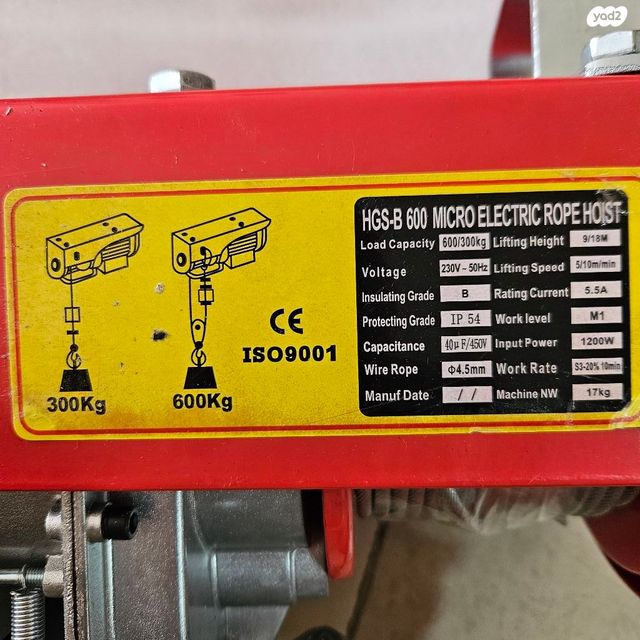 yad2
HGS-B 600 MICRO ELECTRIC ROPE HOIST
Load Capacity 600/300kg Lifting Height 9/18M
Voltage 230V~50Hz Lifting Speed 5/10m/min
Insulating Grade B Rating Current 5.5A
Protecting Grade IP 54 Work level M1
Capacitance 40μF/450V Input Power 1200W
Wire Rope Φ4.5mm Work Rate S3-20% 10min
Manuf Date / / Machine NW 17kg
CE
ISO9001
300Kg
600Kg